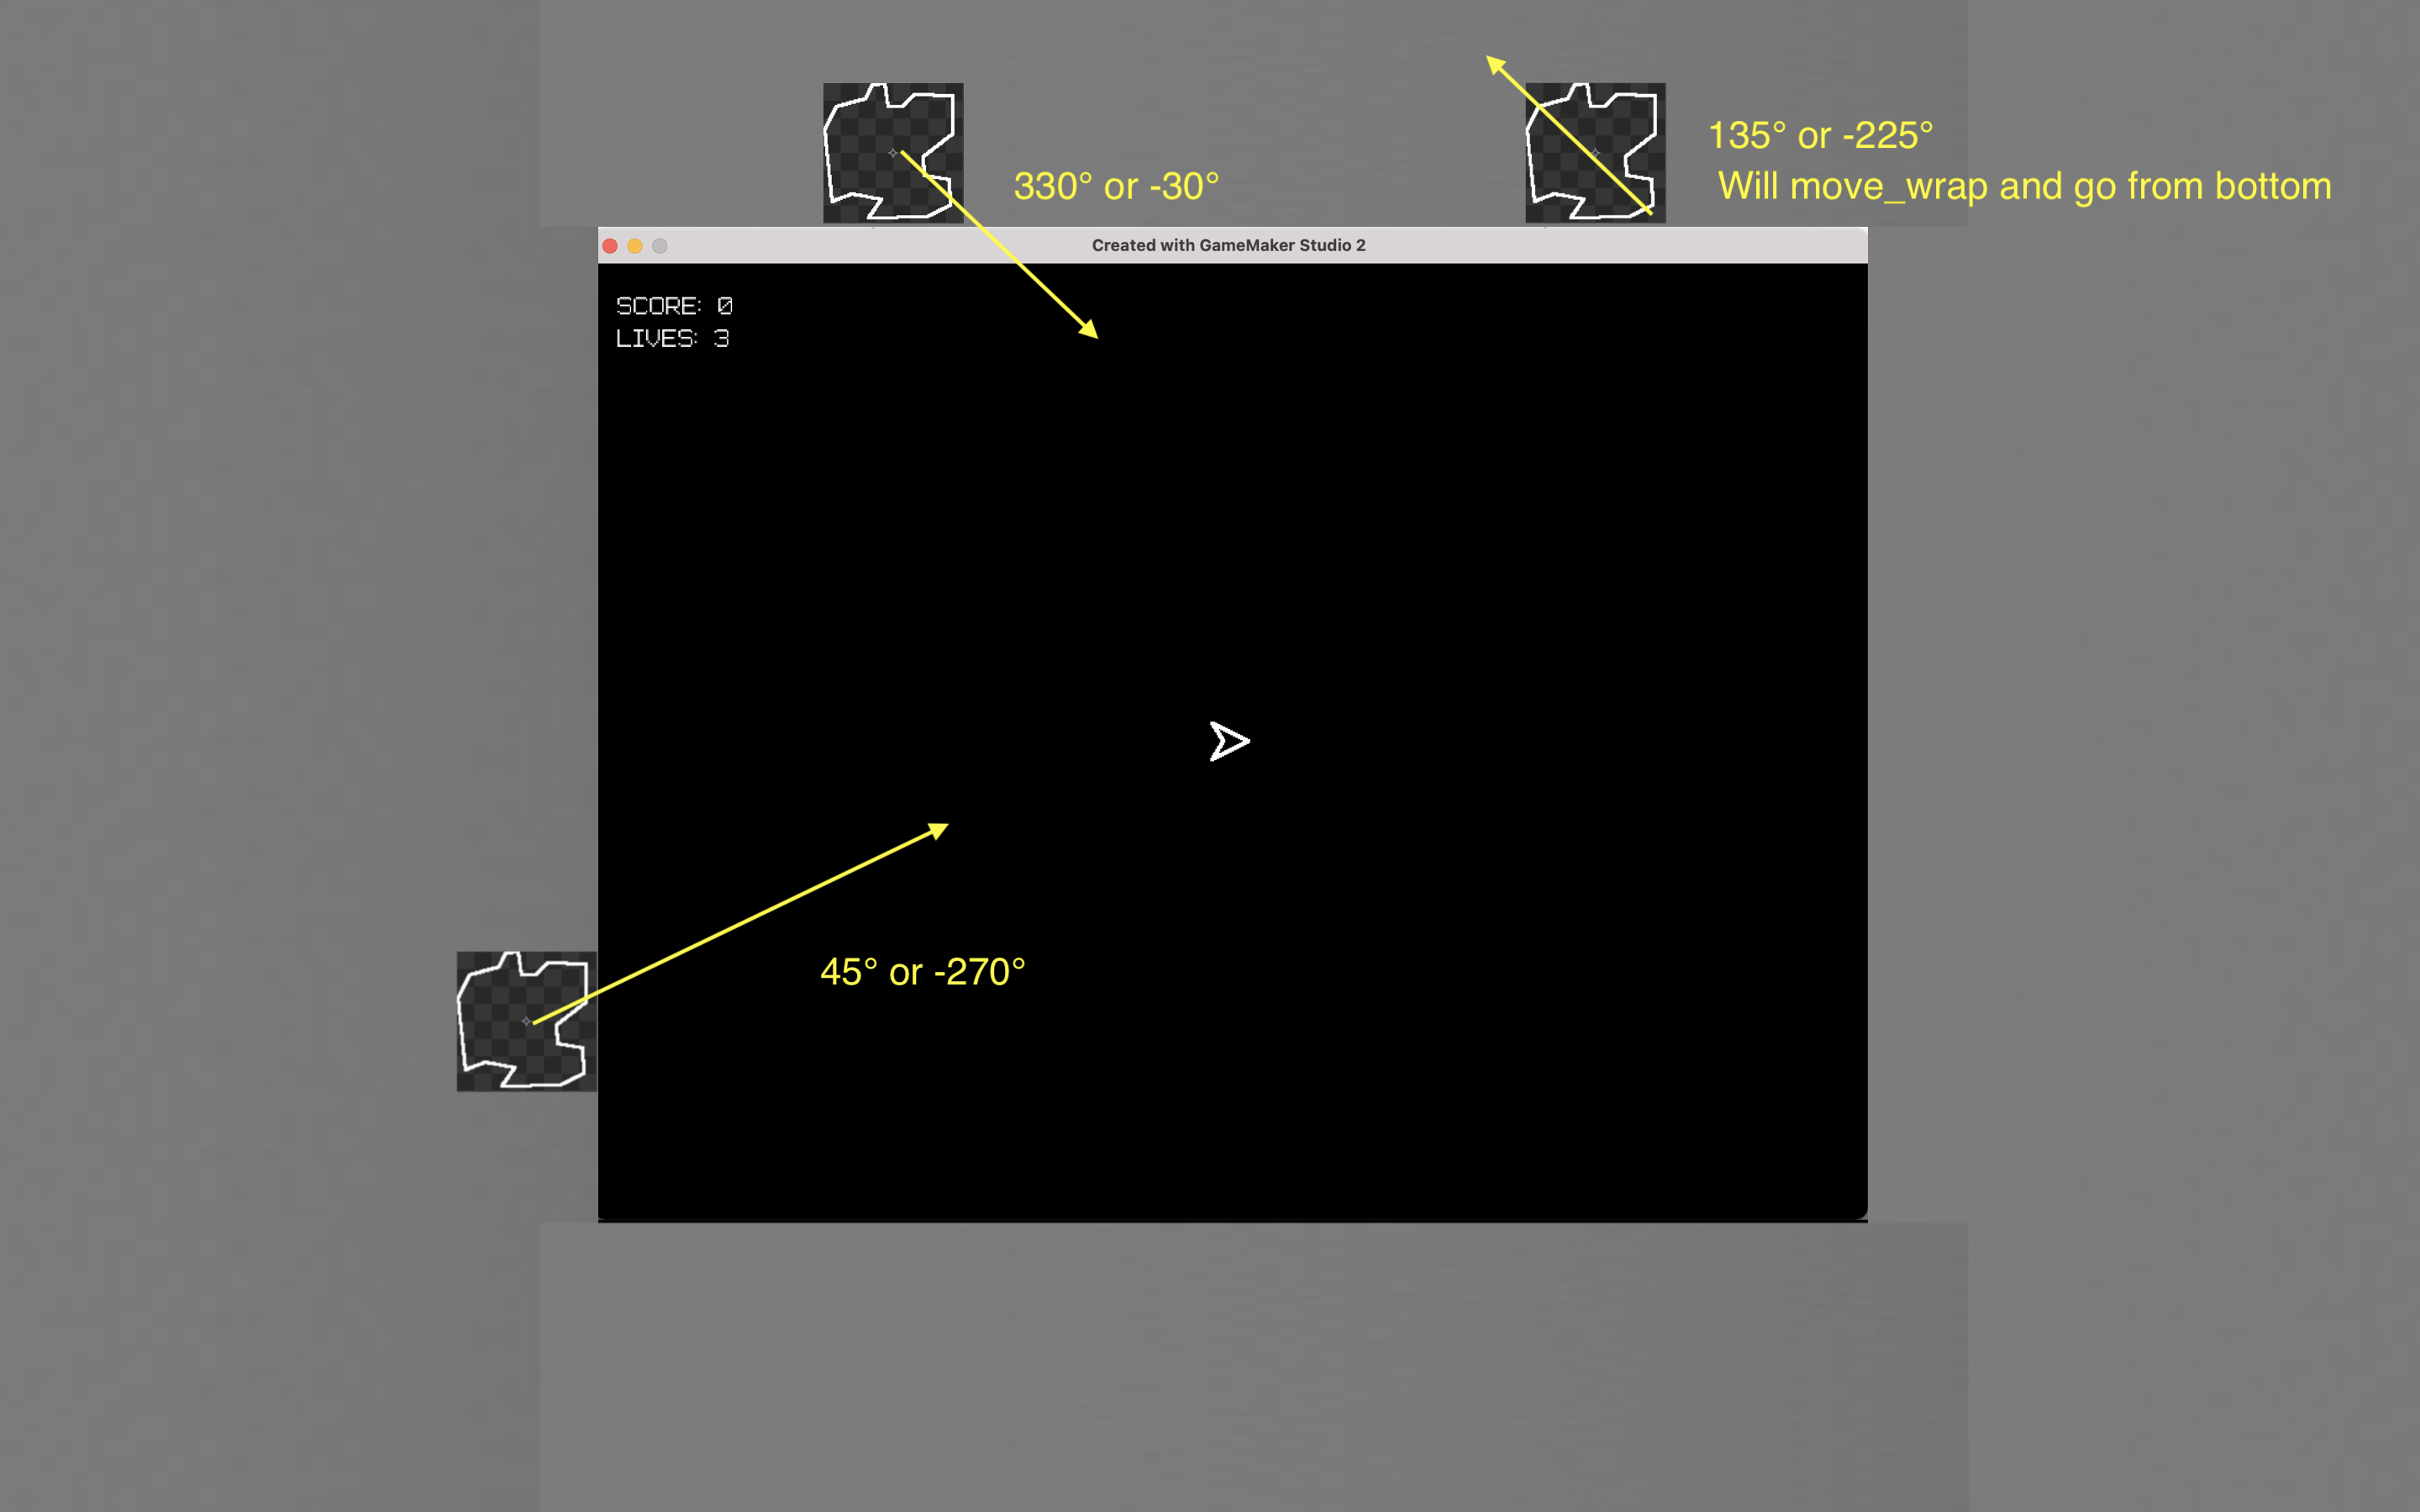 135° or -225°
330° or -30°
Will move_wrap and go from bottom
Created with GameMaker Studio 2
SCORE: 0
LIVES: 3
45° or -270°